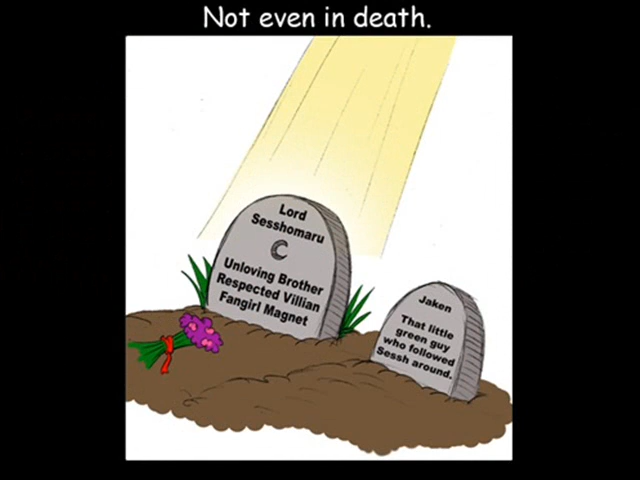 Not even in death.
Lord
Sesshomaru
Unloving Brother
Respected Villian
Fangirl Magnet
Jaken
That little
green guy
who followed
Sessh around.